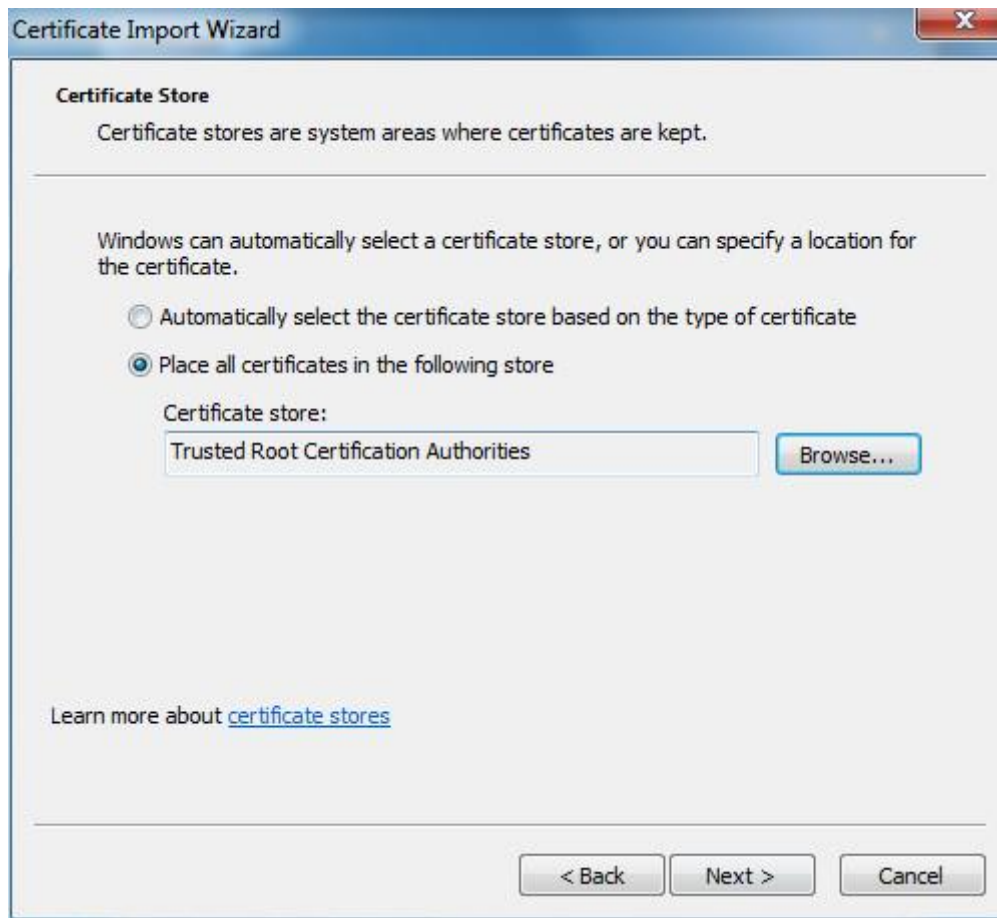 Certificate Import Wizard
X
Certificate Store
Certificate stores are system areas where certificates are kept.
Windows can automatically select a certificate store, or you can specify a location for
the certificate.
Automatically select the certificate store based on the type of certificate
Place all certificates in the following store
Certificate store:
Trusted Root Certification Authorities
Browse...
Learn more about certificate stores
< Back Next > Cancel